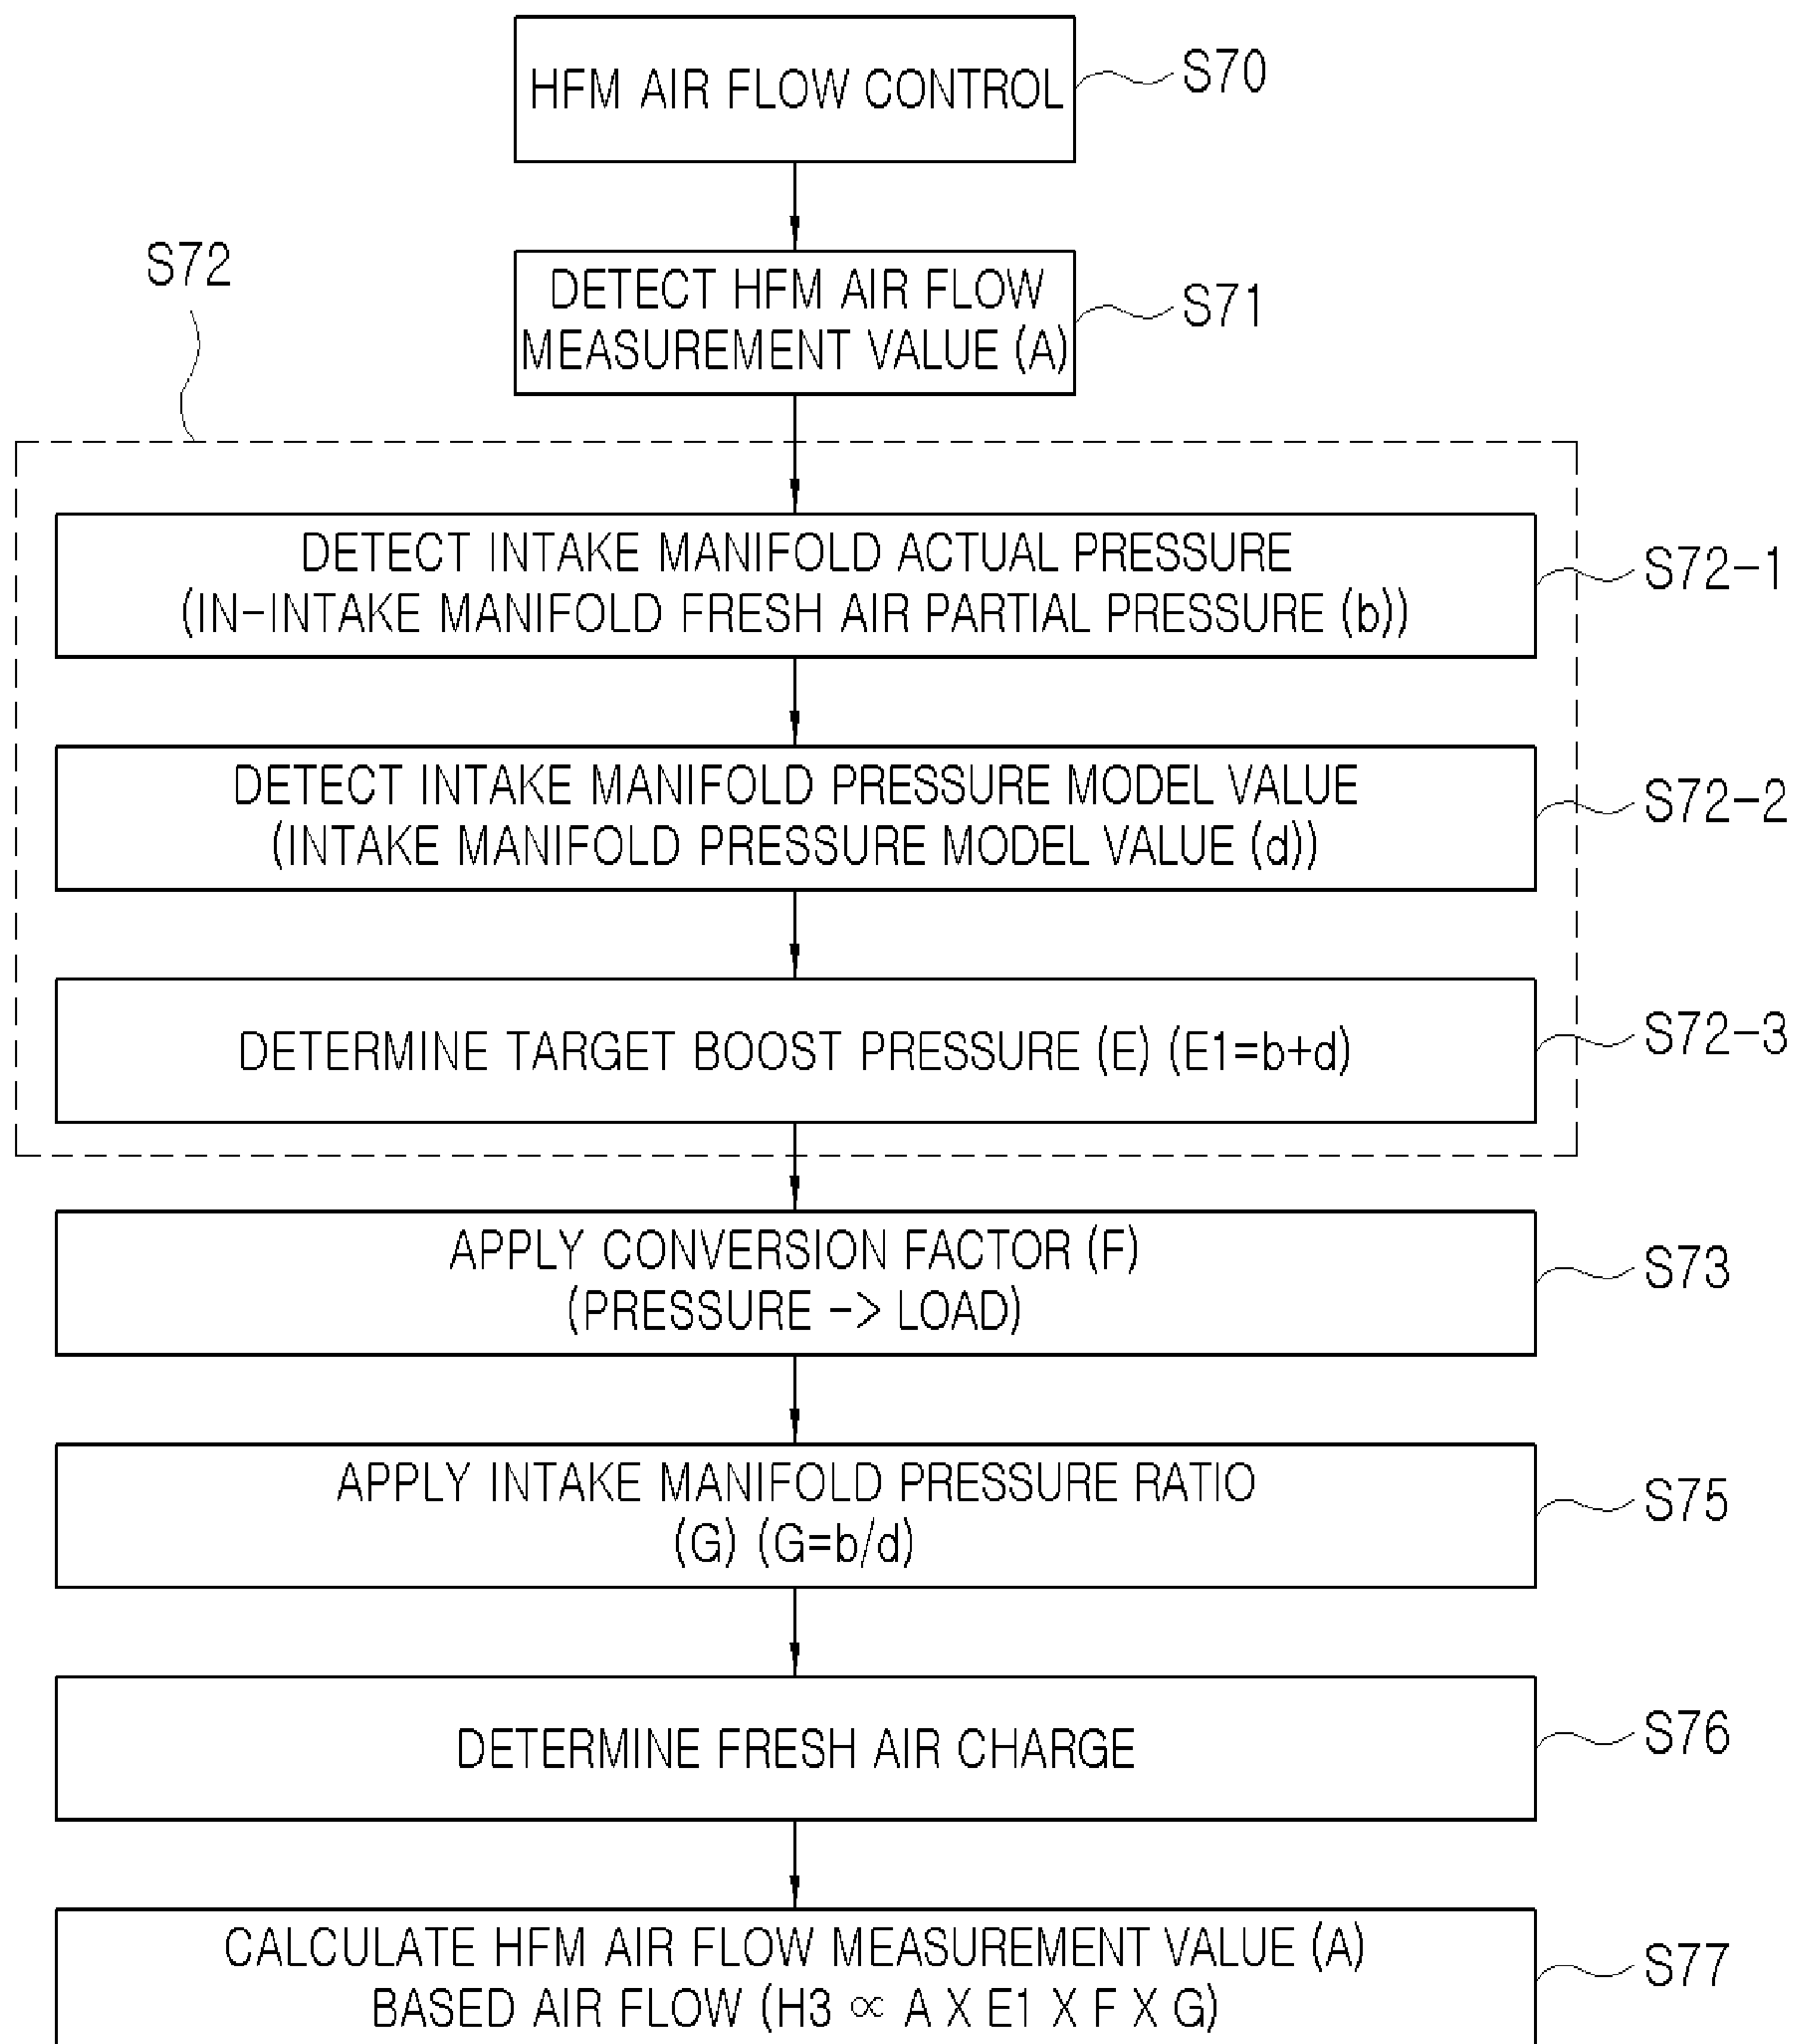 HFM AIR FLOW CONTROL
S70
DETECT HFM AIR FLOW
MEASUREMENT VALUE (A)
S71
S72
DETECT INTAKE MANIFOLD ACTUAL PRESSURE
(IN-INTAKE MANIFOLD FRESH AIR PARTIAL PRESSURE (b))
S72-1
DETECT INTAKE MANIFOLD PRESSURE MODEL VALUE
(INTAKE MANIFOLD PRESSURE MODEL VALUE (d))
S72-2
DETERMINE TARGET BOOST PRESSURE (E) (E1=b+d)
S72-3
APPLY CONVERSION FACTOR (F)
(PRESSURE -> LOAD)
S73
APPLY INTAKE MANIFOLD PRESSURE RATIO
(G) (G=b/d)
S75
DETERMINE FRESH AIR CHARGE
S76
CALCULATE HFM AIR FLOW MEASUREMENT VALUE (A)
BASED AIR FLOW (H3 ∝ A X E1 X F X G)
S77